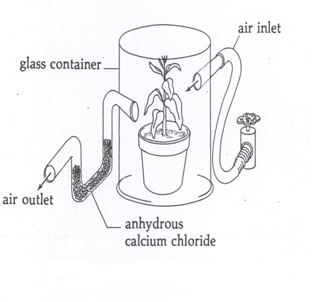 air inlet
glass container
air outlet
anhydrous
calcium chloride